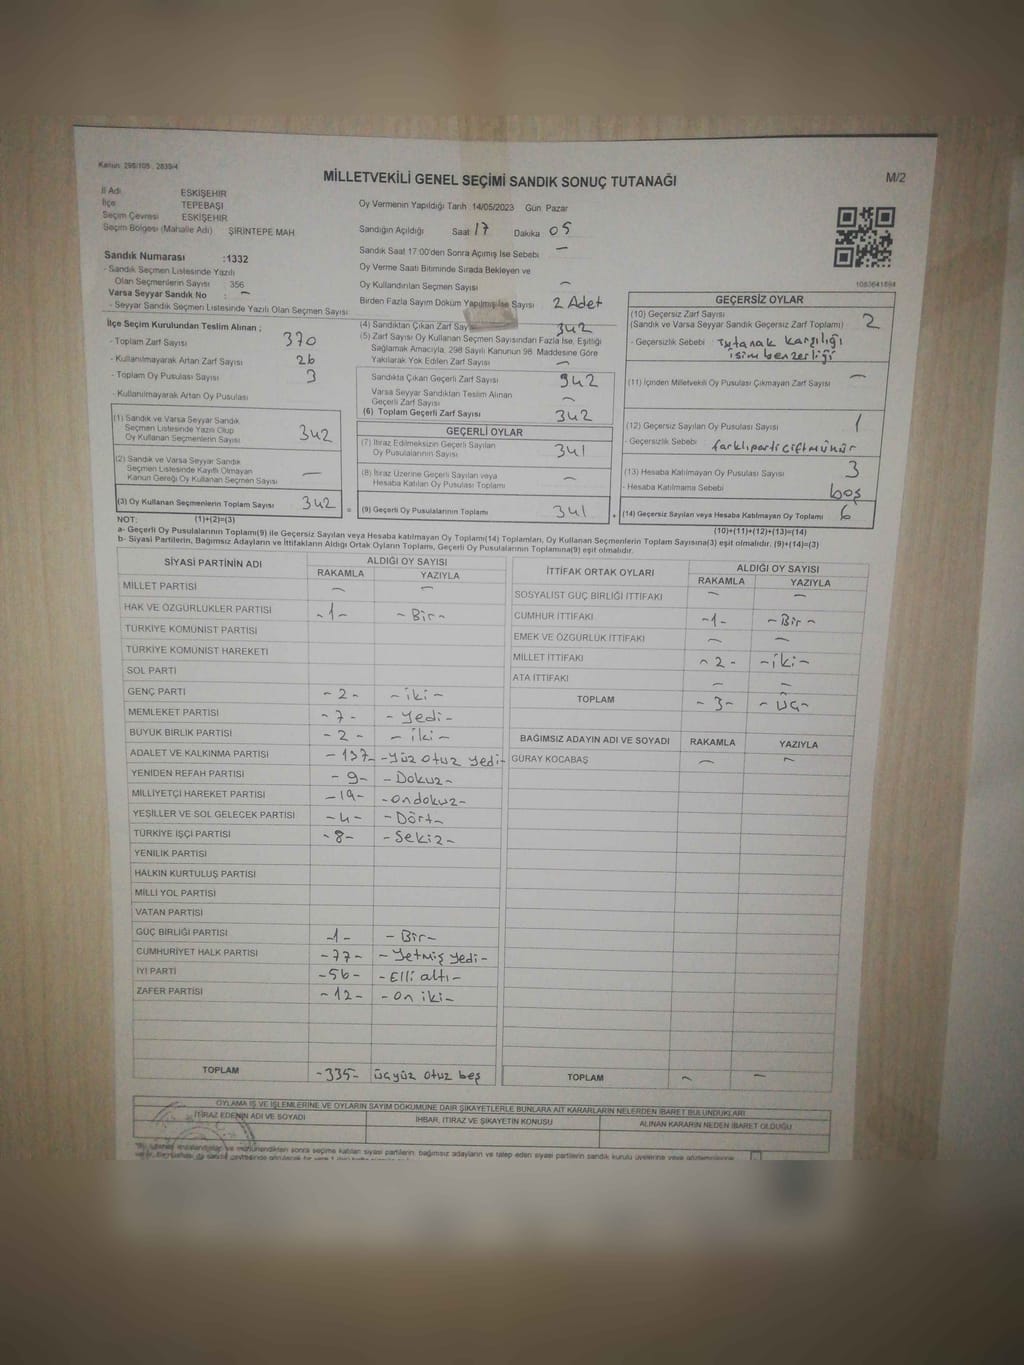 Kanun: 298/105 , 2839/4
MİLLETVEKİLİ GENEL SEÇİMİ SANDIK SONUÇ TUTANAĞI
M/2
İl Adı ESKİŞEHİR
İlçe TEPEBAŞI
Seçim Çevresi ESKİŞEHİR
Seçim Bölgesi (Mahalle Adı) ŞİRİNTEPE MAH
Oy Vermenin Yapıldığı Tarih :14/05/2023 Gün: Pazar
Sandığın Açıldığı Saat 17 Dakika 05
Sandık Saat 17:00'den Sonra Açımış İse Sebebi —
Oy Verme Saati Bitiminde Sırada Bekleyen ve
Oy Kullandırılan Seçmen Sayısı —
Birden Fazla Sayım Döküm Yapılmış İse Sayısı 2 Adet
1083641894
Sandık Numarası :1332
- Sandık Seçmen Listesinde Yazılı
Olan Seçmenlerin Sayısı : 356
Varsa Seyyar Sandık No : —
- Seyyar Sandık Seçmen Listesinde Yazılı Olan Seçmen Sayısı
İlçe Seçim Kurulundan Teslim Alınan ;
- Toplam Zarf Sayısı 370
- Kullanılmayarak Artan Zarf Sayısı 26
- Toplam Oy Pusulası Sayısı 3
- Kullanılmayarak Artan Oy Pusulası
(1) Sandık ve Varsa Seyyar Sandık
Seçmen Listesinde Yazılı Olup
Oy Kullanan Seçmenlerin Sayısı 342
(2) Sandık ve Varsa Seyyar Sandık
Seçmen Listesinde Kayıtlı Olmayan
Kanun Gereği Oy Kullanan Seçmen Sayısı —
(3) Oy Kullanan Seçmenlerin Toplam Sayısı 342
(4) Sandıktan Çıkan Zarf Say 342
(5) Zarf Sayısı Oy Kullanan Seçmen Sayısından Fazla İse, Eşitliği
Sağlamak Amacıyla, 298 Sayılı Kanunun 98. Maddesine Göre
Yakılarak Yok Edilen Zarf Sayısı —
Sandıkta Çıkan Geçerli Zarf Sayısı 342
Varsa Seyyar Sandıktan Teslim Alınan
Geçerli Zarf Sayısı —
(6) Toplam Geçerli Zarf Sayısı 342
GEÇERLİ OYLAR
(7) İtiraz Edilmeksizin Geçerli Sayılan
Oy Pusulalarının Sayısı 341
(8) İtiraz Üzerine Geçerli Sayılan veya
Hesaba Katılan Oy Pusulası Toplamı —
= (9) Geçerli Oy Pusulalarının Toplamı 341
GEÇERSİZ OYLAR
(10) Geçersiz Zarf Sayısı
(Sandık ve Varsa Seyyar Sandık Geçersiz Zarf Toplamı) 2
- Geçersizlik Sebebi : Tutanak karşılığı
isim benzerliği
(11) İçinden Milletvekili Oy Pusulası Çıkmayan Zarf Sayısı —
(12) Geçersiz Sayılan Oy Pusulası Sayısı 1
- Geçersizlik Sebebi : farklı parti çift mühür
(13) Hesaba Katılmayan Oy Pusulası Sayısı 3
- Hesaba Katılmama Sebebi boş
+ (14) Geçersiz Sayılan veya Hesaba Katılmayan Oy Toplamı 6
NOT: (1)+(2)=(3) (10)+(11)+(12)+(13)=(14)
a- Geçerli Oy Pusulalarının Toplamı(9) ile Geçersiz Sayılan veya Hesaba katılmayan Oy Toplamı(14) Toplamları, Oy Kullanan Seçmenlerin Toplam Sayısına(3) eşit olmalıdır. (9)+(14)=(3)
b- Siyasi Partilerin, Bağımsız Adayların ve İttifakların Aldığı Ortak Oyların Toplamı, Geçerli Oy Pusulalarının Toplamına(9) eşit olmalıdır.
SİYASİ PARTİNİN ADI ALDIĞI OY SAYISI
RAKAMLA YAZIYLA
MİLLET PARTİSİ — —
HAK VE ÖZGÜRLÜKLER PARTİSİ -1- -Bir-
TÜRKİYE KOMÜNİST PARTİSİ
TÜRKİYE KOMÜNİST HAREKETİ
SOL PARTİ
GENÇ PARTİ -2- -iki-
MEMLEKET PARTİSİ -7- -Yedi-
BÜYÜK BİRLİK PARTİSİ -2- -iki-
ADALET VE KALKINMA PARTİSİ -137- -Yüz otuz yedi-
YENİDEN REFAH PARTİSİ -9- -Dokuz-
MİLLİYETÇİ HAREKET PARTİSİ -19- -ondokuz-
YEŞİLLER VE SOL GELECEK PARTİSİ -4- -Dört-
TÜRKİYE İŞÇİ PARTİSİ -8- -Sekiz-
YENİLİK PARTİSİ
HALKIN KURTULUŞ PARTİSİ
MİLLİ YOL PARTİSİ
VATAN PARTİSİ
GÜÇ BİRLİĞİ PARTİSİ -1- -Bir-
CUMHURİYET HALK PARTİSİ -77- -Yetmiş yedi-
İYİ PARTİ -56- -Elli altı-
ZAFER PARTİSİ -12- -on iki-
TOPLAM -335- üçyüz otuz beş
İTTİFAK ORTAK OYLARI ALDIĞI OY SAYISI
RAKAMLA YAZIYLA
SOSYALİST GÜÇ BİRLİĞİ İTTİFAKI — —
CUMHUR İTTİFAKI -1- -Bir-
EMEK VE ÖZGÜRLÜK İTTİFAKI — —
MİLLET İTTİFAKI -2- -iki-
ATA İTTİFAKI — —
TOPLAM -3- -üç-
BAĞIMSIZ ADAYIN ADI VE SOYADI RAKAMLA YAZIYLA
GÜRAY KOCABAŞ — —
TOPLAM — —
OYLAMA İŞ VE İŞLEMLERİNE VE OYLARIN SAYIM DÖKÜMÜNE DAİR ŞİKAYETLERLE BUNLARA AİT KARARLARIN NELERDEN İBARET BULUNDUKLARI
İTİRAZ EDENİN ADI VE SOYADI İHBAR, İTİRAZ VE ŞİKAYETİN KONUSU ALINAN KARARIN NEDEN İBARET OLDUĞU
sonra seçime katılan siyasi partilerin, bağımsız adayların ve talep eden siyasi partilerin sandık kurulu üyelerine veya gözlemcilerine